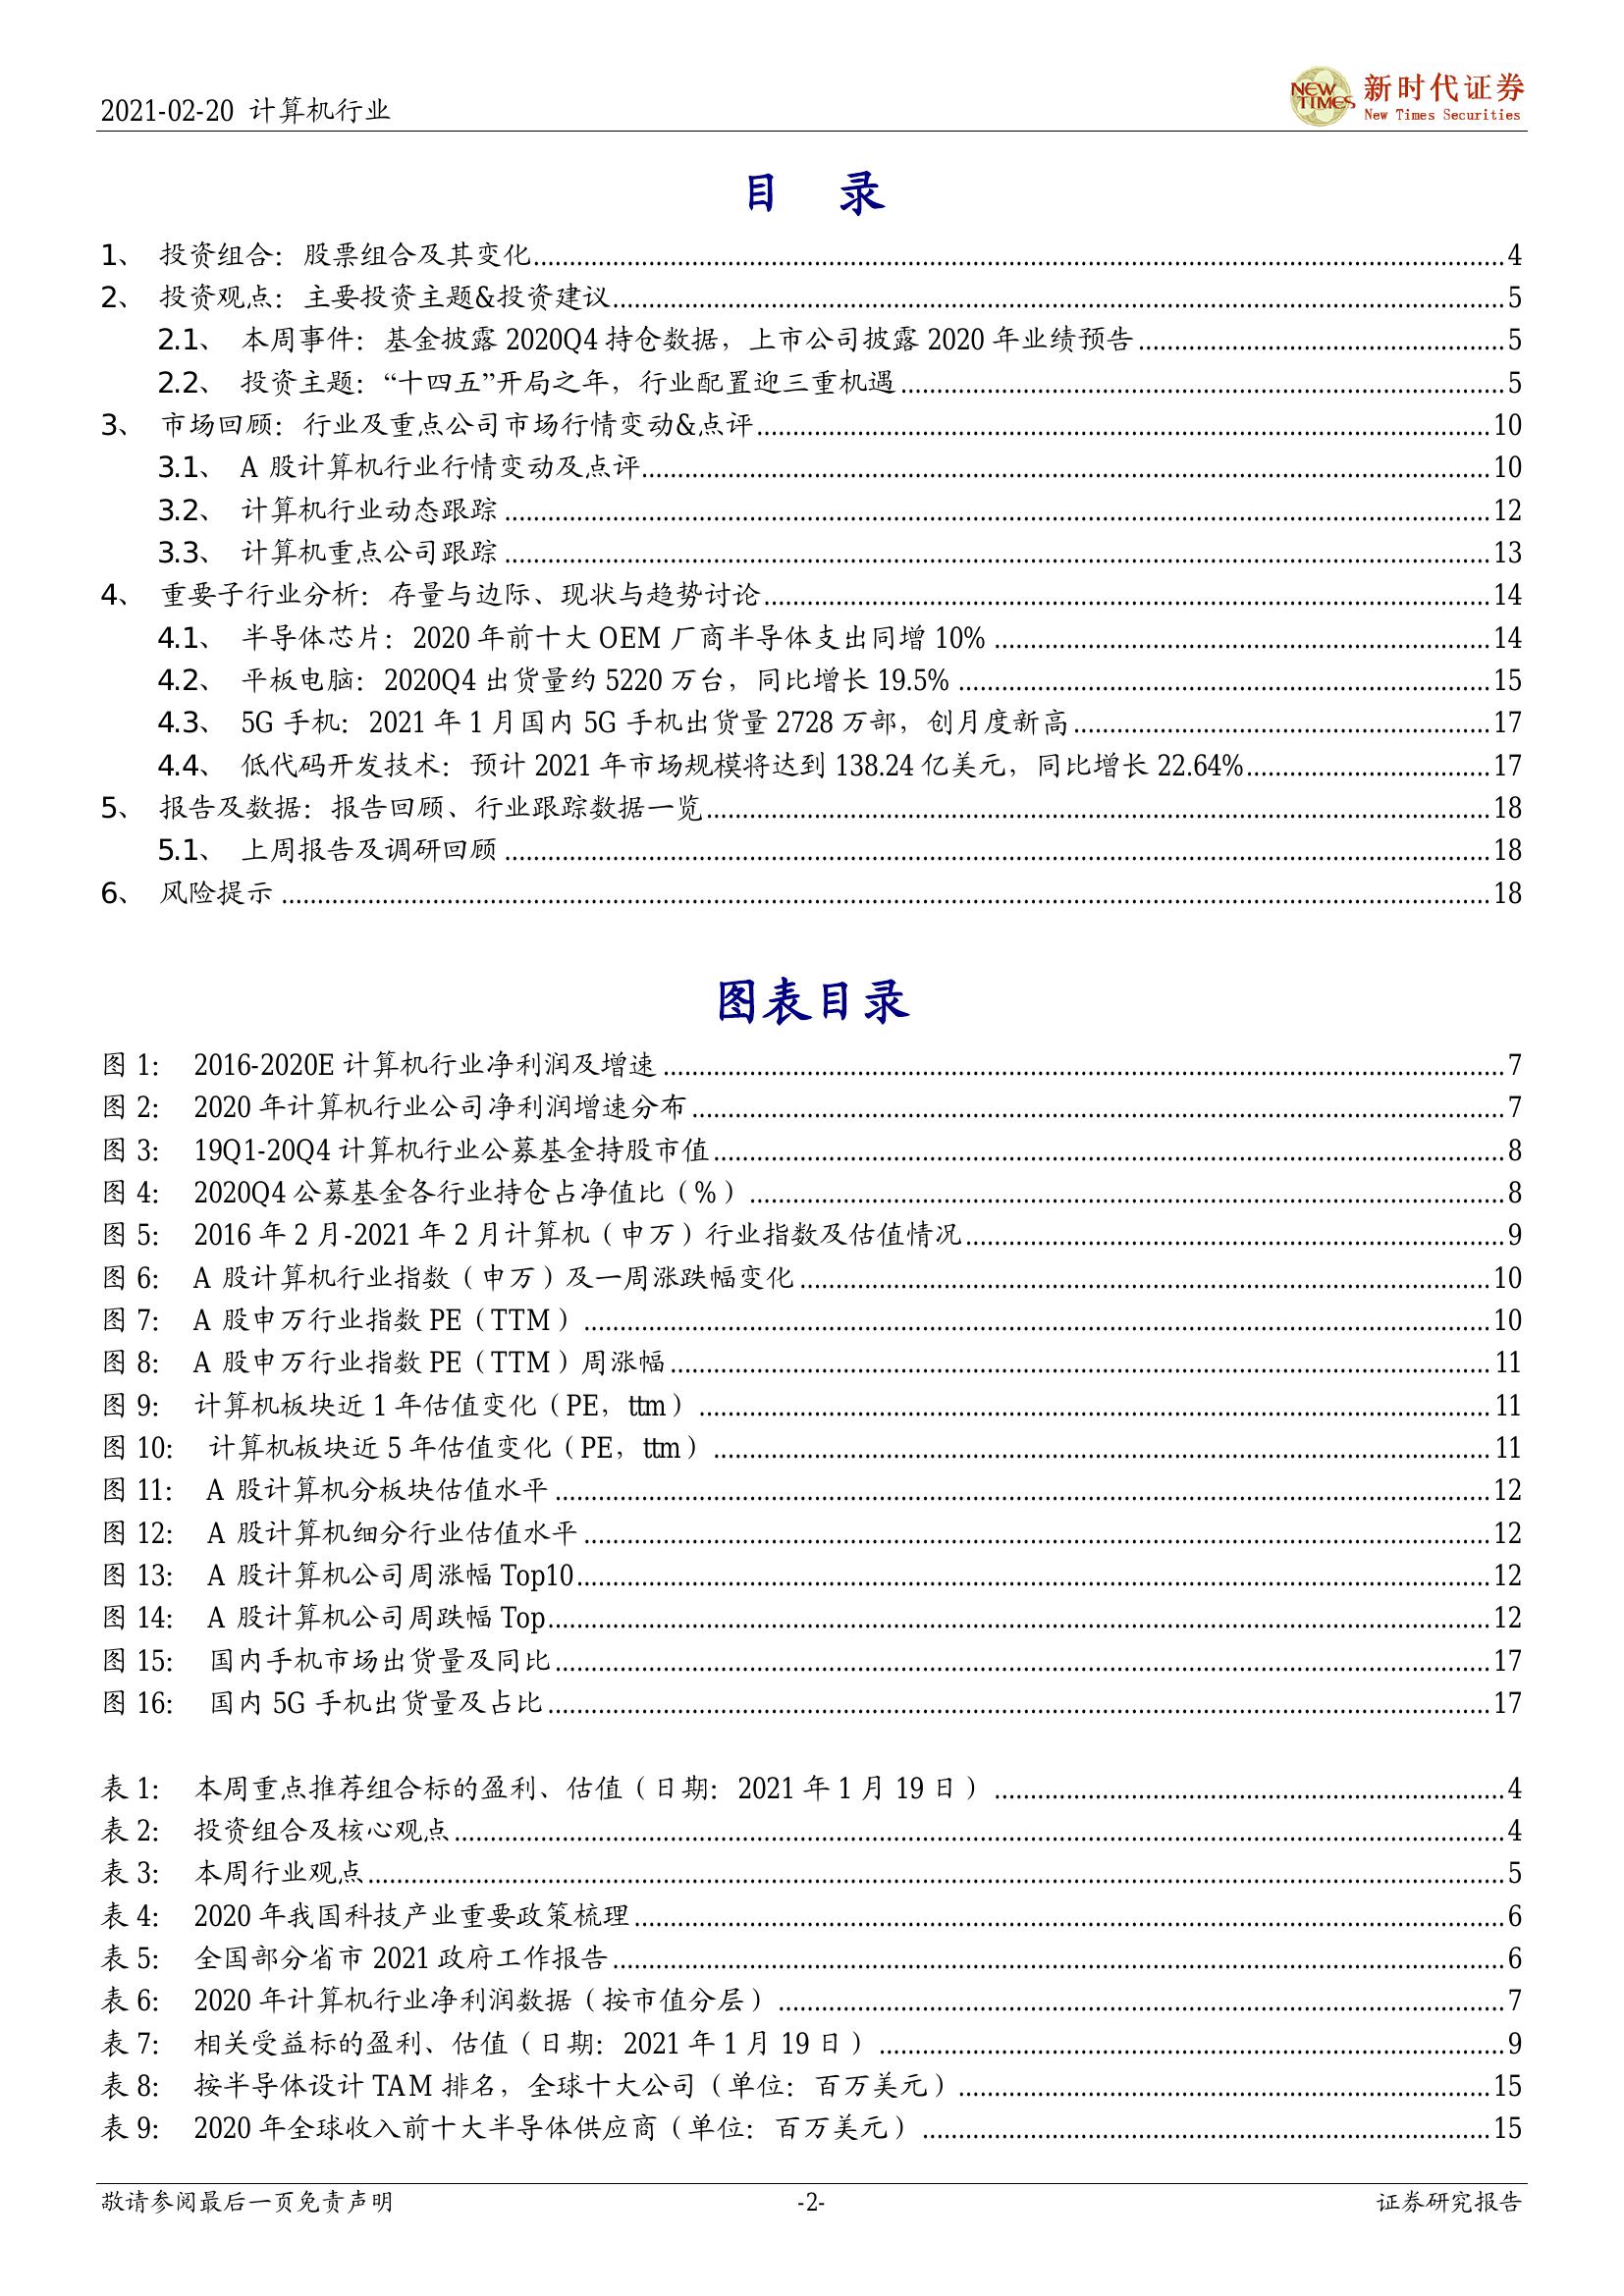 2021-02-20 计算机行业
NEW TIMES
新时代证券
New Times Securities
目 录
1、 投资组合：股票组合及其变化........4
2、 投资观点：主要投资主题&投资建议........5
2.1、 本周事件：基金披露 2020Q4 持仓数据，上市公司披露 2020 年业绩预告........5
2.2、 投资主题：“十四五”开局之年，行业配置迎三重机遇........5
3、 市场回顾：行业及重点公司市场行情变动&点评........10
3.1、 A 股计算机行业行情变动及点评........10
3.2、 计算机行业动态跟踪........12
3.3、 计算机重点公司跟踪........13
4、 重要子行业分析：存量与边际、现状与趋势讨论........14
4.1、 半导体芯片：2020 年前十大 OEM 厂商半导体支出同增 10%........14
4.2、 平板电脑：2020Q4 出货量约 5220 万台，同比增长 19.5%........15
4.3、 5G 手机：2021 年 1 月国内 5G 手机出货量 2728 万部，创月度新高........17
4.4、 低代码开发技术：预计 2021 年市场规模将达到 138.24 亿美元，同比增长 22.64%........17
5、 报告及数据：报告回顾、行业跟踪数据一览........18
5.1、 上周报告及调研回顾........18
6、 风险提示........18
图表目录
图 1： 2016-2020E 计算机行业净利润及增速........7
图 2： 2020 年计算机行业公司净利润增速分布........7
图 3： 19Q1-20Q4 计算机行业公募基金持股市值........8
图 4： 2020Q4 公募基金各行业持仓占净值比（%）........8
图 5： 2016 年 2 月-2021 年 2 月计算机（申万）行业指数及估值情况........9
图 6： A 股计算机行业指数（申万）及一周涨跌幅变化........10
图 7： A 股申万行业指数 PE（TTM）........10
图 8： A 股申万行业指数 PE（TTM）周涨幅........11
图 9： 计算机板块近 1 年估值变化（PE，ttm）........11
图 10： 计算机板块近 5 年估值变化（PE，ttm）........11
图 11： A 股计算机分板块估值水平........12
图 12： A 股计算机细分行业估值水平........12
图 13： A 股计算机公司周涨幅 Top10........12
图 14： A 股计算机公司周跌幅 Top........12
图 15： 国内手机市场出货量及同比........17
图 16： 国内 5G 手机出货量及占比........17
表 1： 本周重点推荐组合标的盈利、估值（日期：2021 年 1 月 19 日）........4
表 2： 投资组合及核心观点........4
表 3： 本周行业观点........5
表 4： 2020 年我国科技产业重要政策梳理........6
表 5： 全国部分省市 2021 政府工作报告........6
表 6： 2020 年计算机行业净利润数据（按市值分层）........7
表 7： 相关受益标的盈利、估值（日期：2021 年 1 月 19 日）........9
表 8： 按半导体设计 TAM 排名，全球十大公司（单位：百万美元）........15
表 9： 2020 年全球收入前十大半导体供应商（单位：百万美元）........15
敬请参阅最后一页免责声明
-2-
证券研究报告